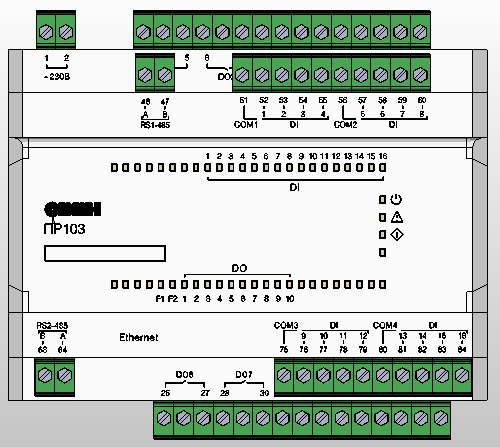 1 2
~230В
5 6
DO
46 47
A B
RS1-485
51 52 53 54 55 56 57 58 59 60
1 2 3 4 5 6 7 8
COM1 DI COM2 DI
1 2 3 4 5 6 7 8 9 10 11 12 13 14 15 16
DI
ОВЕН
ПР103
DO
F1 F2 1 2 3 4 5 6 7 8 9 10
RS2-485
B A
63 64
Ethernet
COM3 DI COM4 DI
9 10 11 12 13 14 15 16
75 76 77 78 79 80 81 82 83 84
DO6 DO7
25 27 28 30